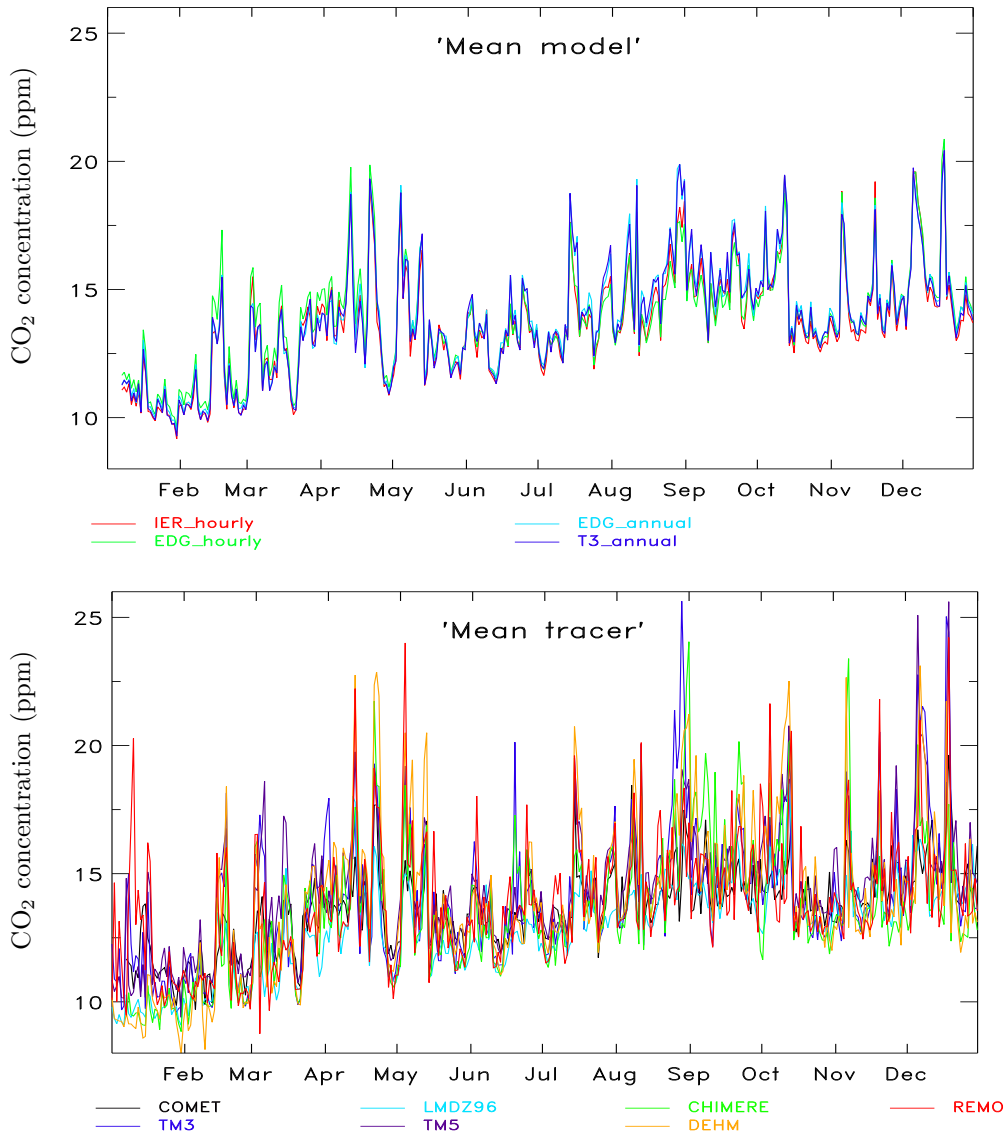 'Mean model'
CO₂ concentration (ppm)
25
20
15
10
Feb Mar Apr May Jun Jul Aug Sep Oct Nov Dec
IER_hourly EDG_annual
EDG_hourly T3_annual
'Mean tracer'
CO₂ concentration (ppm)
25
20
15
10
Feb Mar Apr May Jun Jul Aug Sep Oct Nov Dec
COMET LMDZ96 CHIMERE REMO
TM3 TM5 DEHM